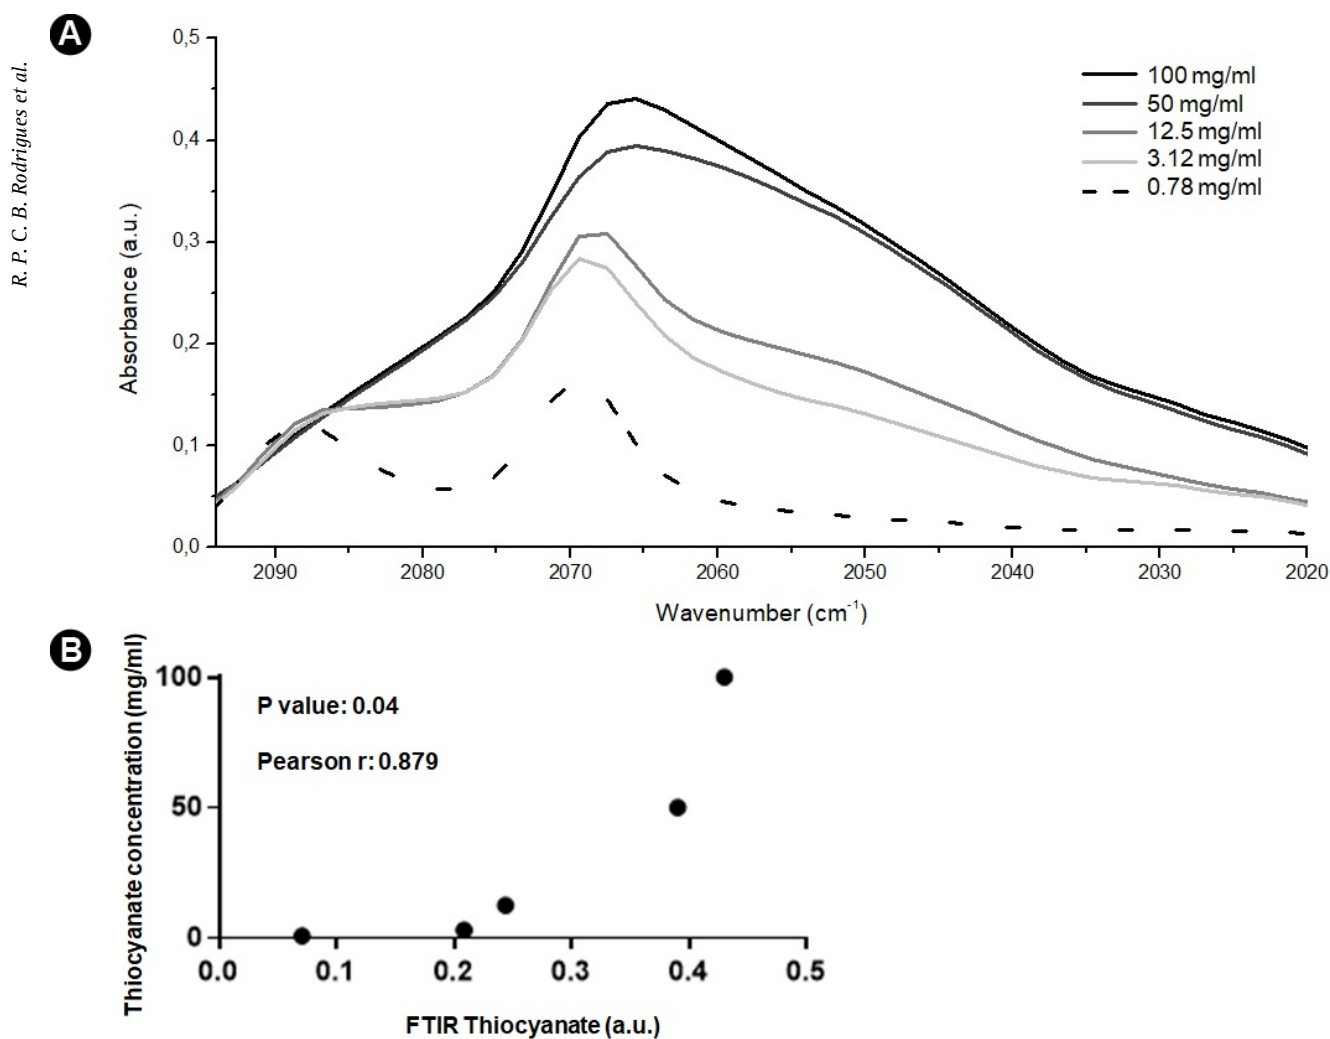 R. P. C. B. Rodrigues et al.
A
0,5
0,4
0,3
0,2
0,1
0,0
Absorbance (a.u.)
100 mg/ml
50 mg/ml
12.5 mg/ml
3.12 mg/ml
0.78 mg/ml
2090 2080 2070 2060 2050 2040 2030 2020
Wavenumber (cm⁻¹)
B
Thiocyanate concentration (mg/ml)
100
50
0
P value: 0.04
Pearson r: 0.879
0.0 0.1 0.2 0.3 0.4 0.5
FTIR Thiocyanate (a.u.)